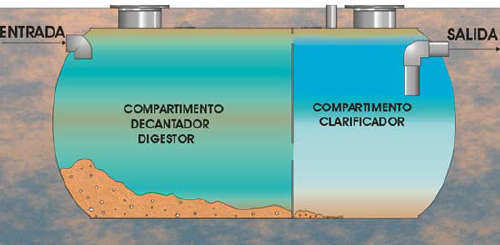 ENTRADA
SALIDA
COMPARTIMENTO
DECANTADOR
DIGESTOR
COMPARTIMENTO
CLARIFICADOR